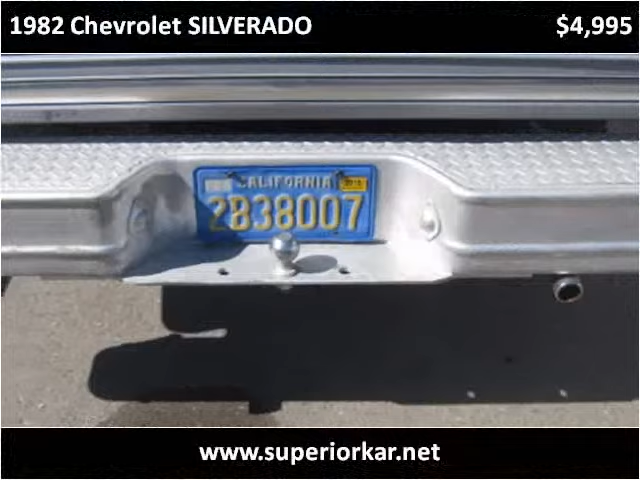 1982 Chevrolet SILVERADO $4,995
CALIFORNIA
2B38007
www.superiorkar.net